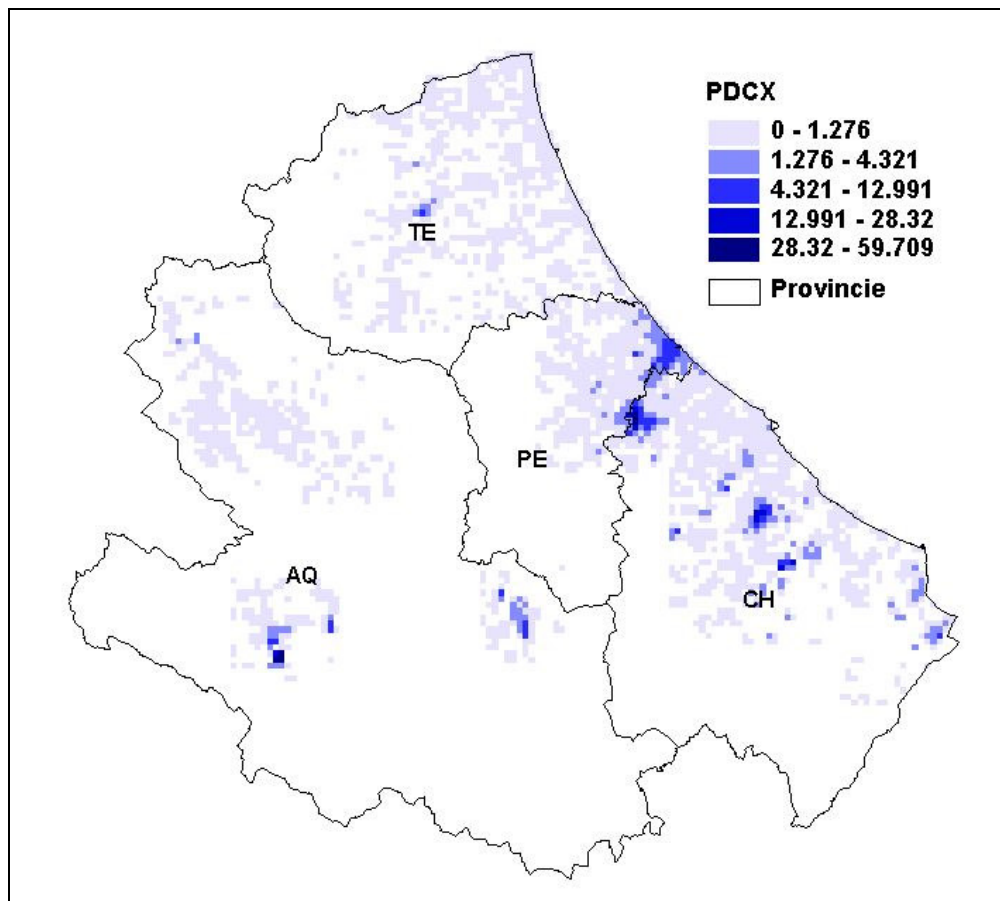 PDCX
0 - 1.276
1.276 - 4.321
4.321 - 12.991
12.991 - 28.32
28.32 - 59.709
Provincie
TE
PE
AQ
CH